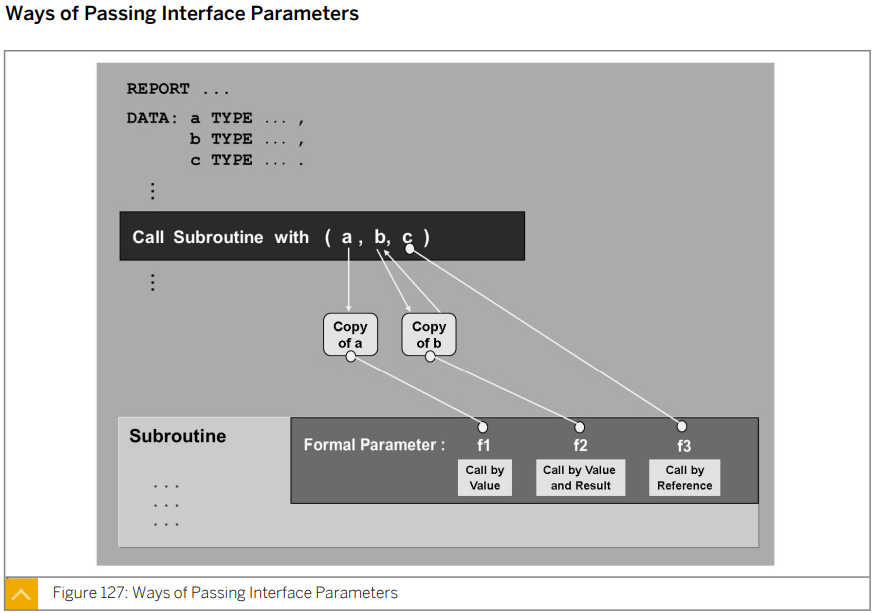 Ways of Passing Interface Parameters
REPORT ...
DATA: a TYPE ... ,
b TYPE ... ,
c TYPE ... .
⋮
Call Subroutine with ( a , b, c )
⋮
Copy of a
Copy of b
Subroutine
...
...
...
Formal Parameter :
f1
f2
f3
Call by Value
Call by Value and Result
Call by Reference
Figure 127: Ways of Passing Interface Parameters